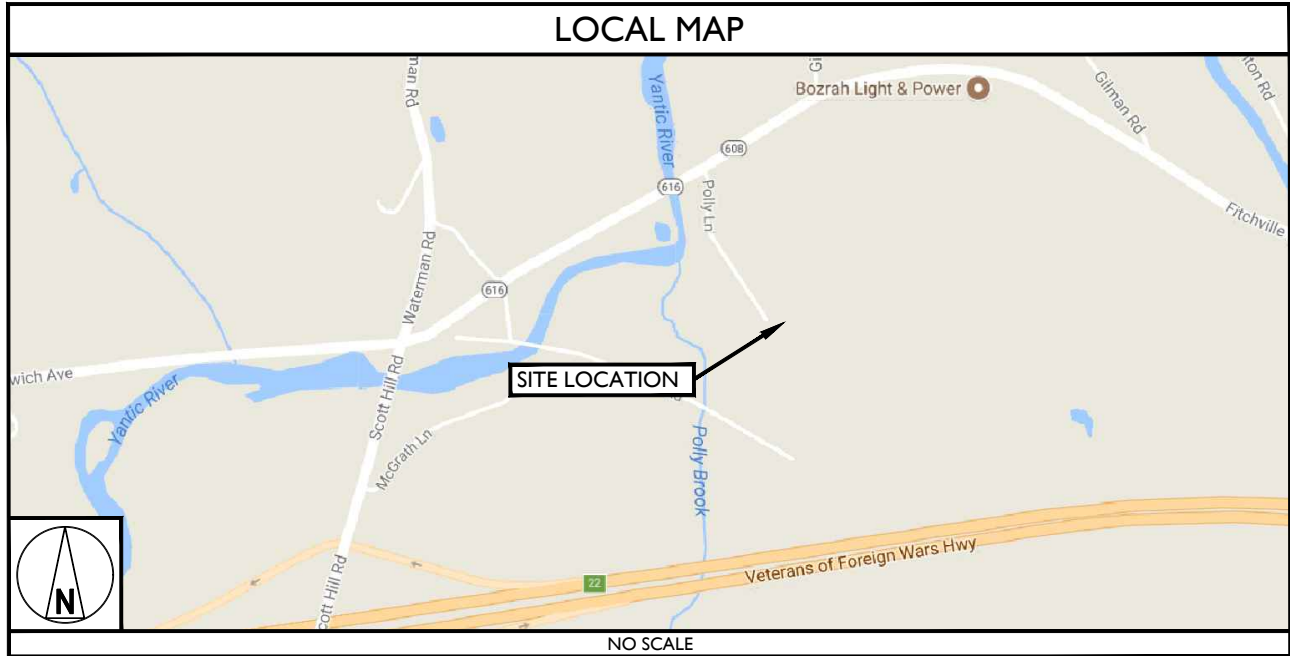 LOCAL MAP
Bozrah Light & Power
Yantic River
Gilman Rd
608
616
Polly Ln
Fitchville
Waterman Rd
616
wich Ave
SITE LOCATION
Yantic River
Scott Hill Rd
McGrath Ln
Polly Brook
Veterans of Foreign Wars Hwy
22
cott Hill Rd
N
NO SCALE